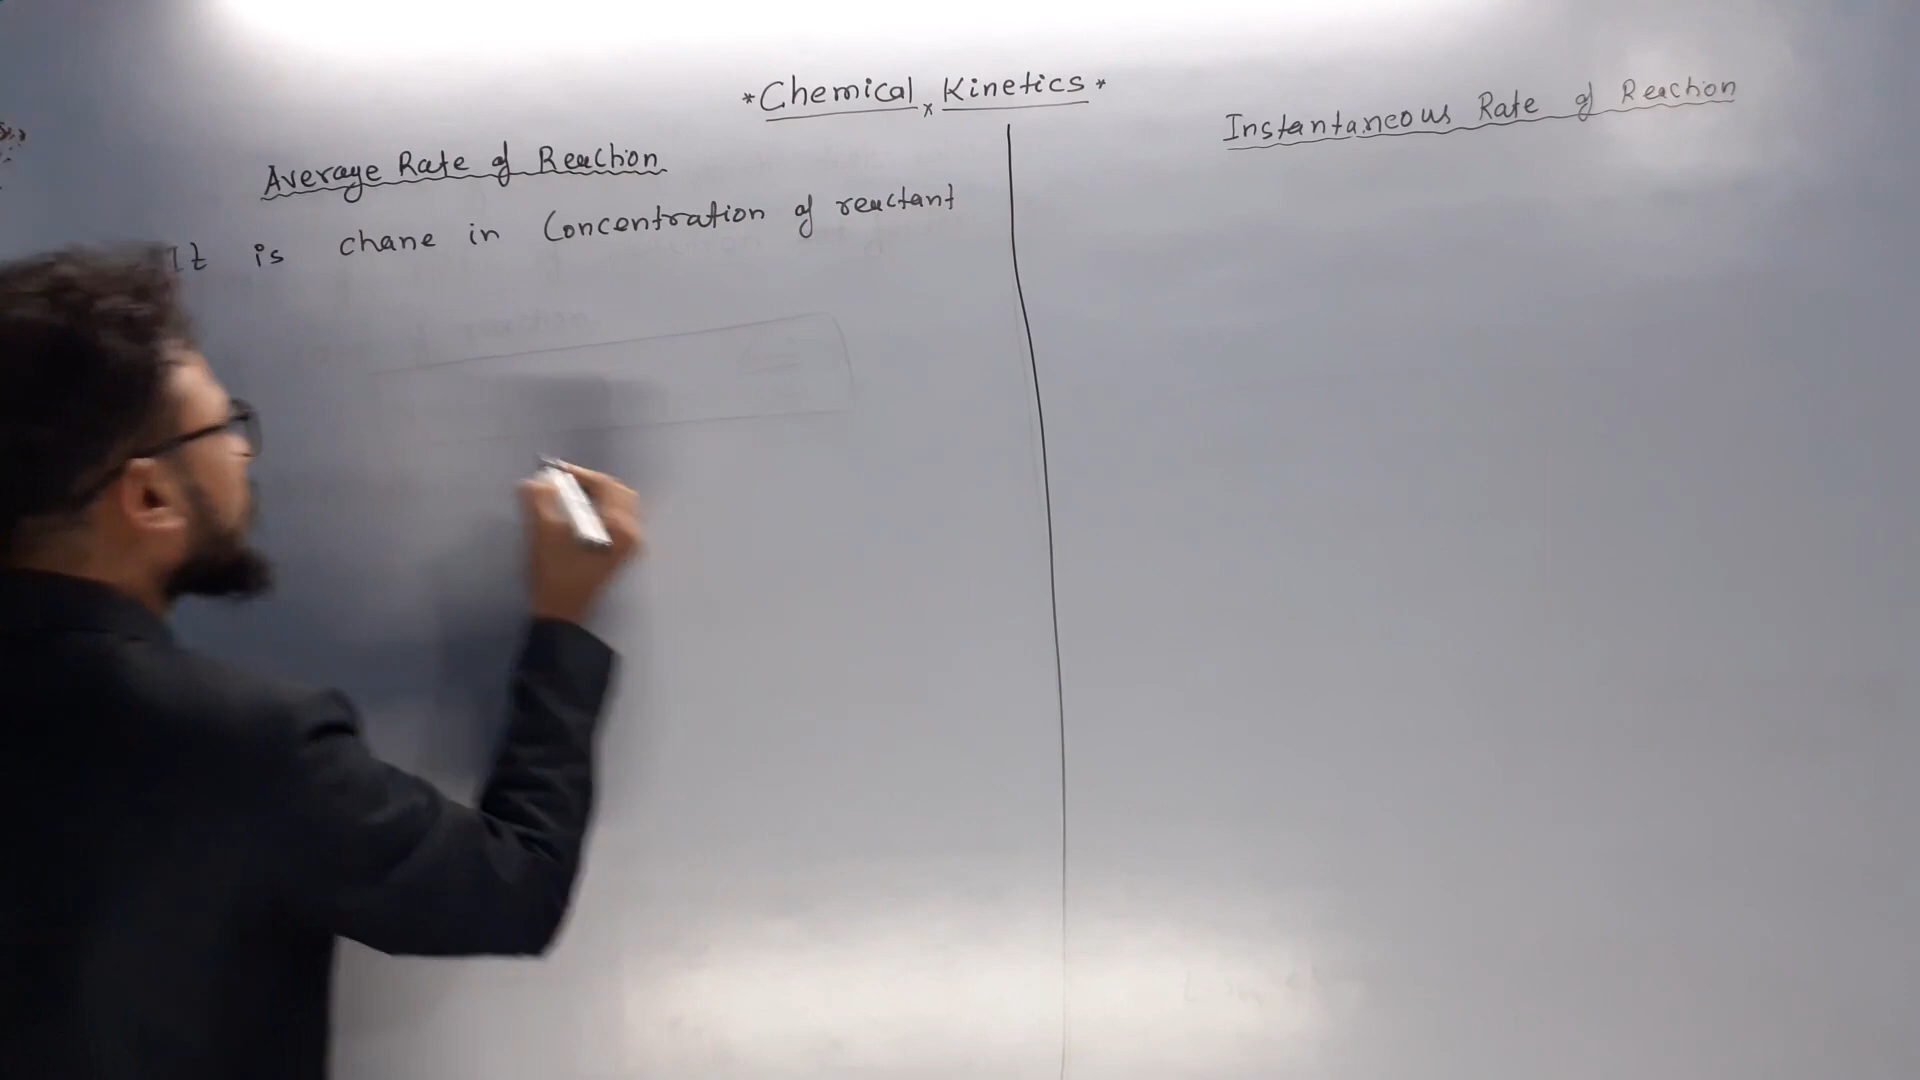 *Chemical x Kinetics*
Average Rate of Reaction
It is chane in Concentration of reactant
Instantaneous Rate of Reaction